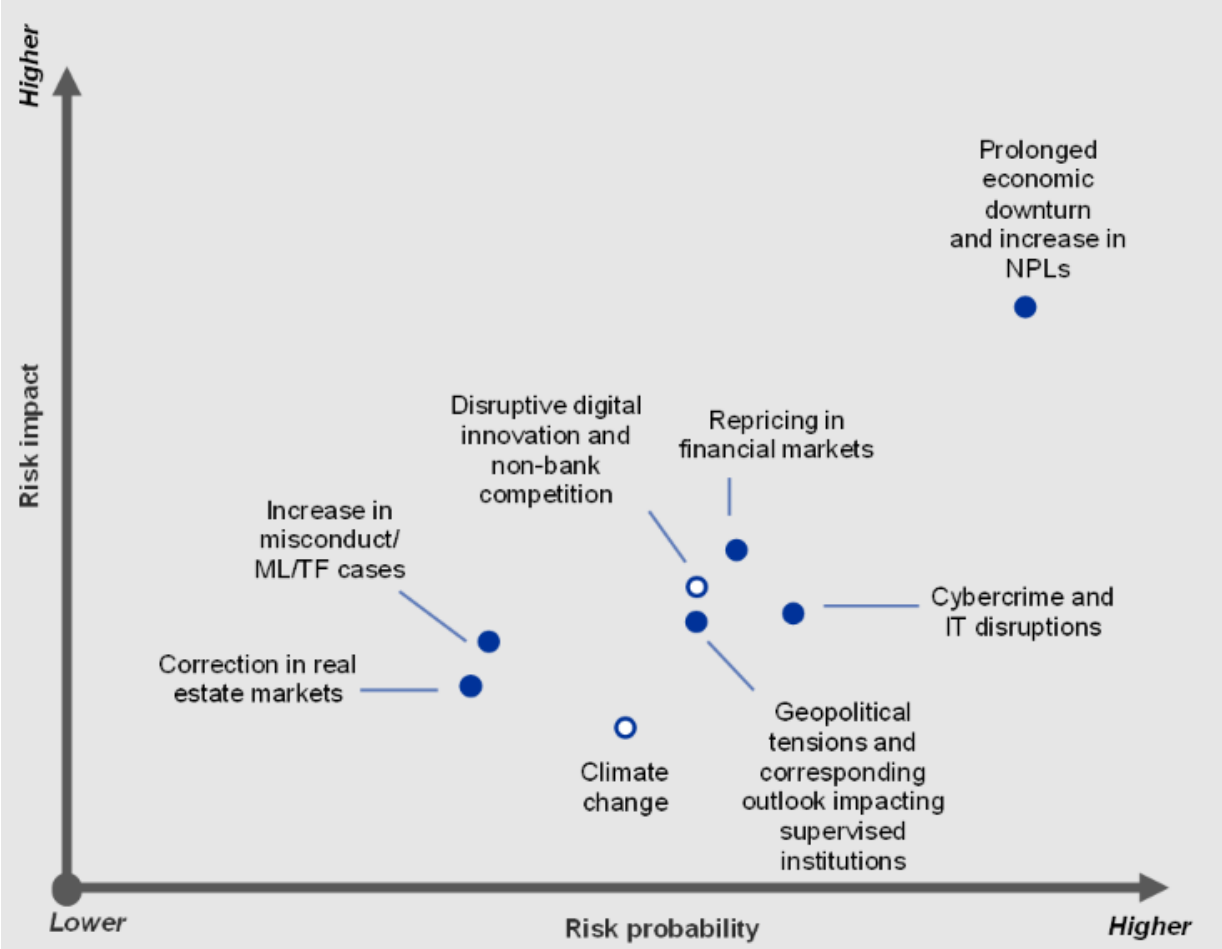 Higher
Risk impact
Prolonged
economic
downturn
and increase in
NPLs
Disruptive digital
innovation and
non-bank
competition
Repricing in
financial markets
Increase in
misconduct/
ML/TF cases
Cybercrime and
IT disruptions
Correction in real
estate markets
Geopolitical
tensions and
corresponding
outlook impacting
supervised
institutions
Climate
change
Lower
Risk probability
Higher